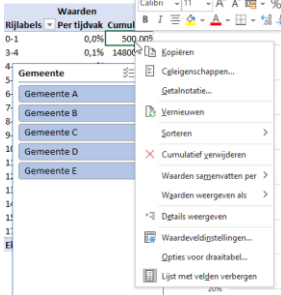 Calibri 11 A A %
B I
Waarden
Rijlabels Per tijdvak Cumul
0-1 0,0% 500,00%
3-4 0,1% 14800
Gemeente
Gemeente A
Gemeente B
Gemeente C
Gemeente D
Gemeente E
Kopiëren
Celeigenschappen...
Getalnotatie...
Vernieuwen
Sorteren
Cumulatief verwijderen
Waarden samenvatten per
Waarden weergeven als
Details weergeven
Waardeveldinstellingen...
Opties voor draaitabel...
Lijst met velden verbergen
20%